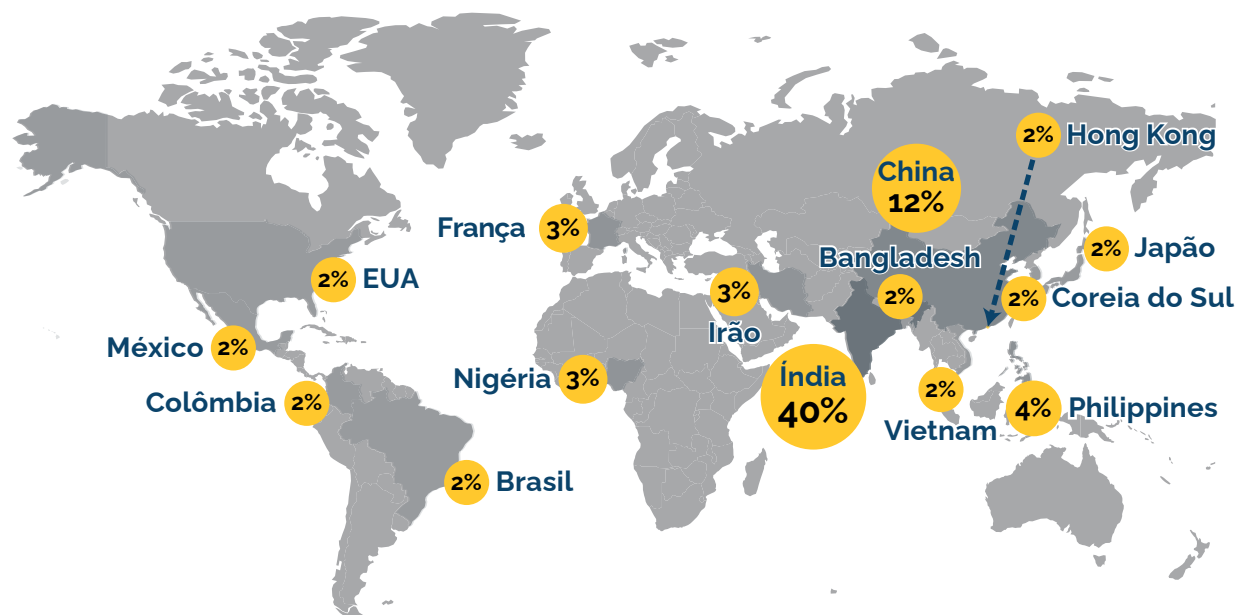 2% Hong Kong
China
12%
França 3%
2% Japão
Bangladesh
2%
2% EUA
3%
Irão
2% Coreia do Sul
México 2%
Nigéria 3%
Índia
40%
Colômbia 2%
2%
Vietnam
4% Philippines
2% Brasil